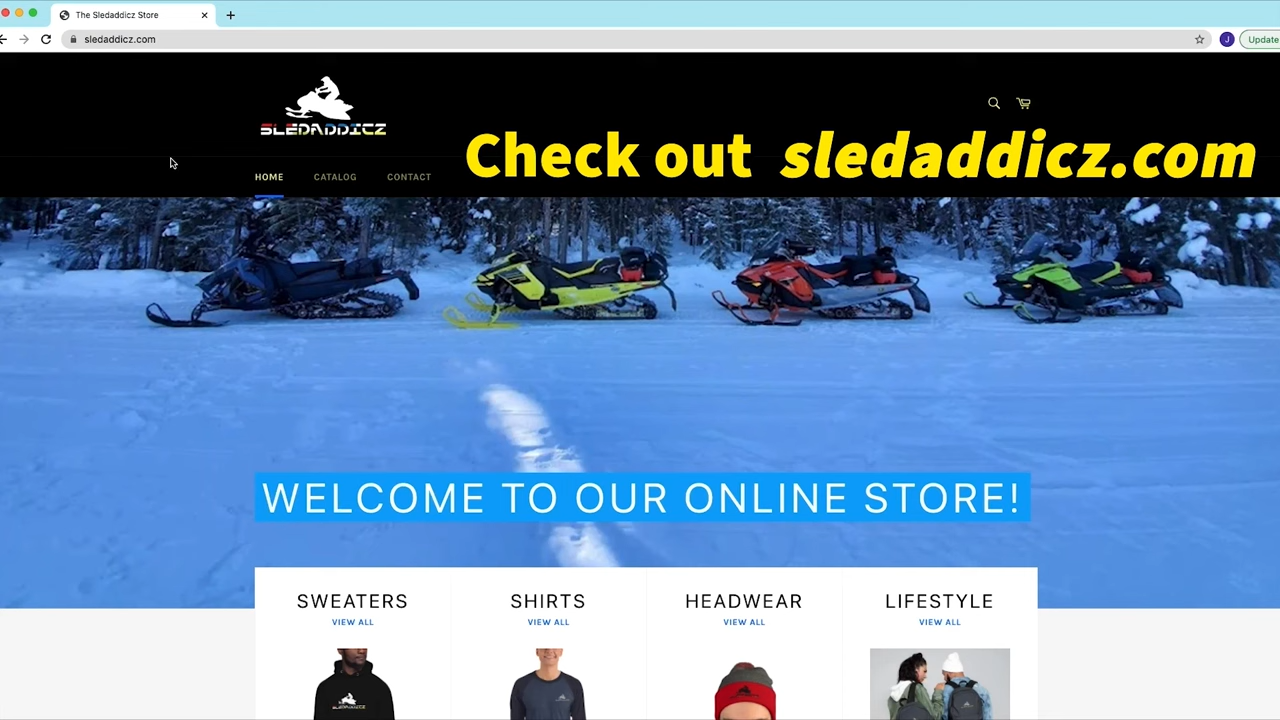 The Sledaddicz Store
sledaddicz.com
J
Update
SLEDADDICZ
Check out sledaddicz.com
HOME CATALOG CONTACT
WELCOME TO OUR ONLINE STORE!
SWEATERS SHIRTS HEADWEAR LIFESTYLE
VIEW ALL VIEW ALL VIEW ALL VIEW ALL
SLEDADDICZ